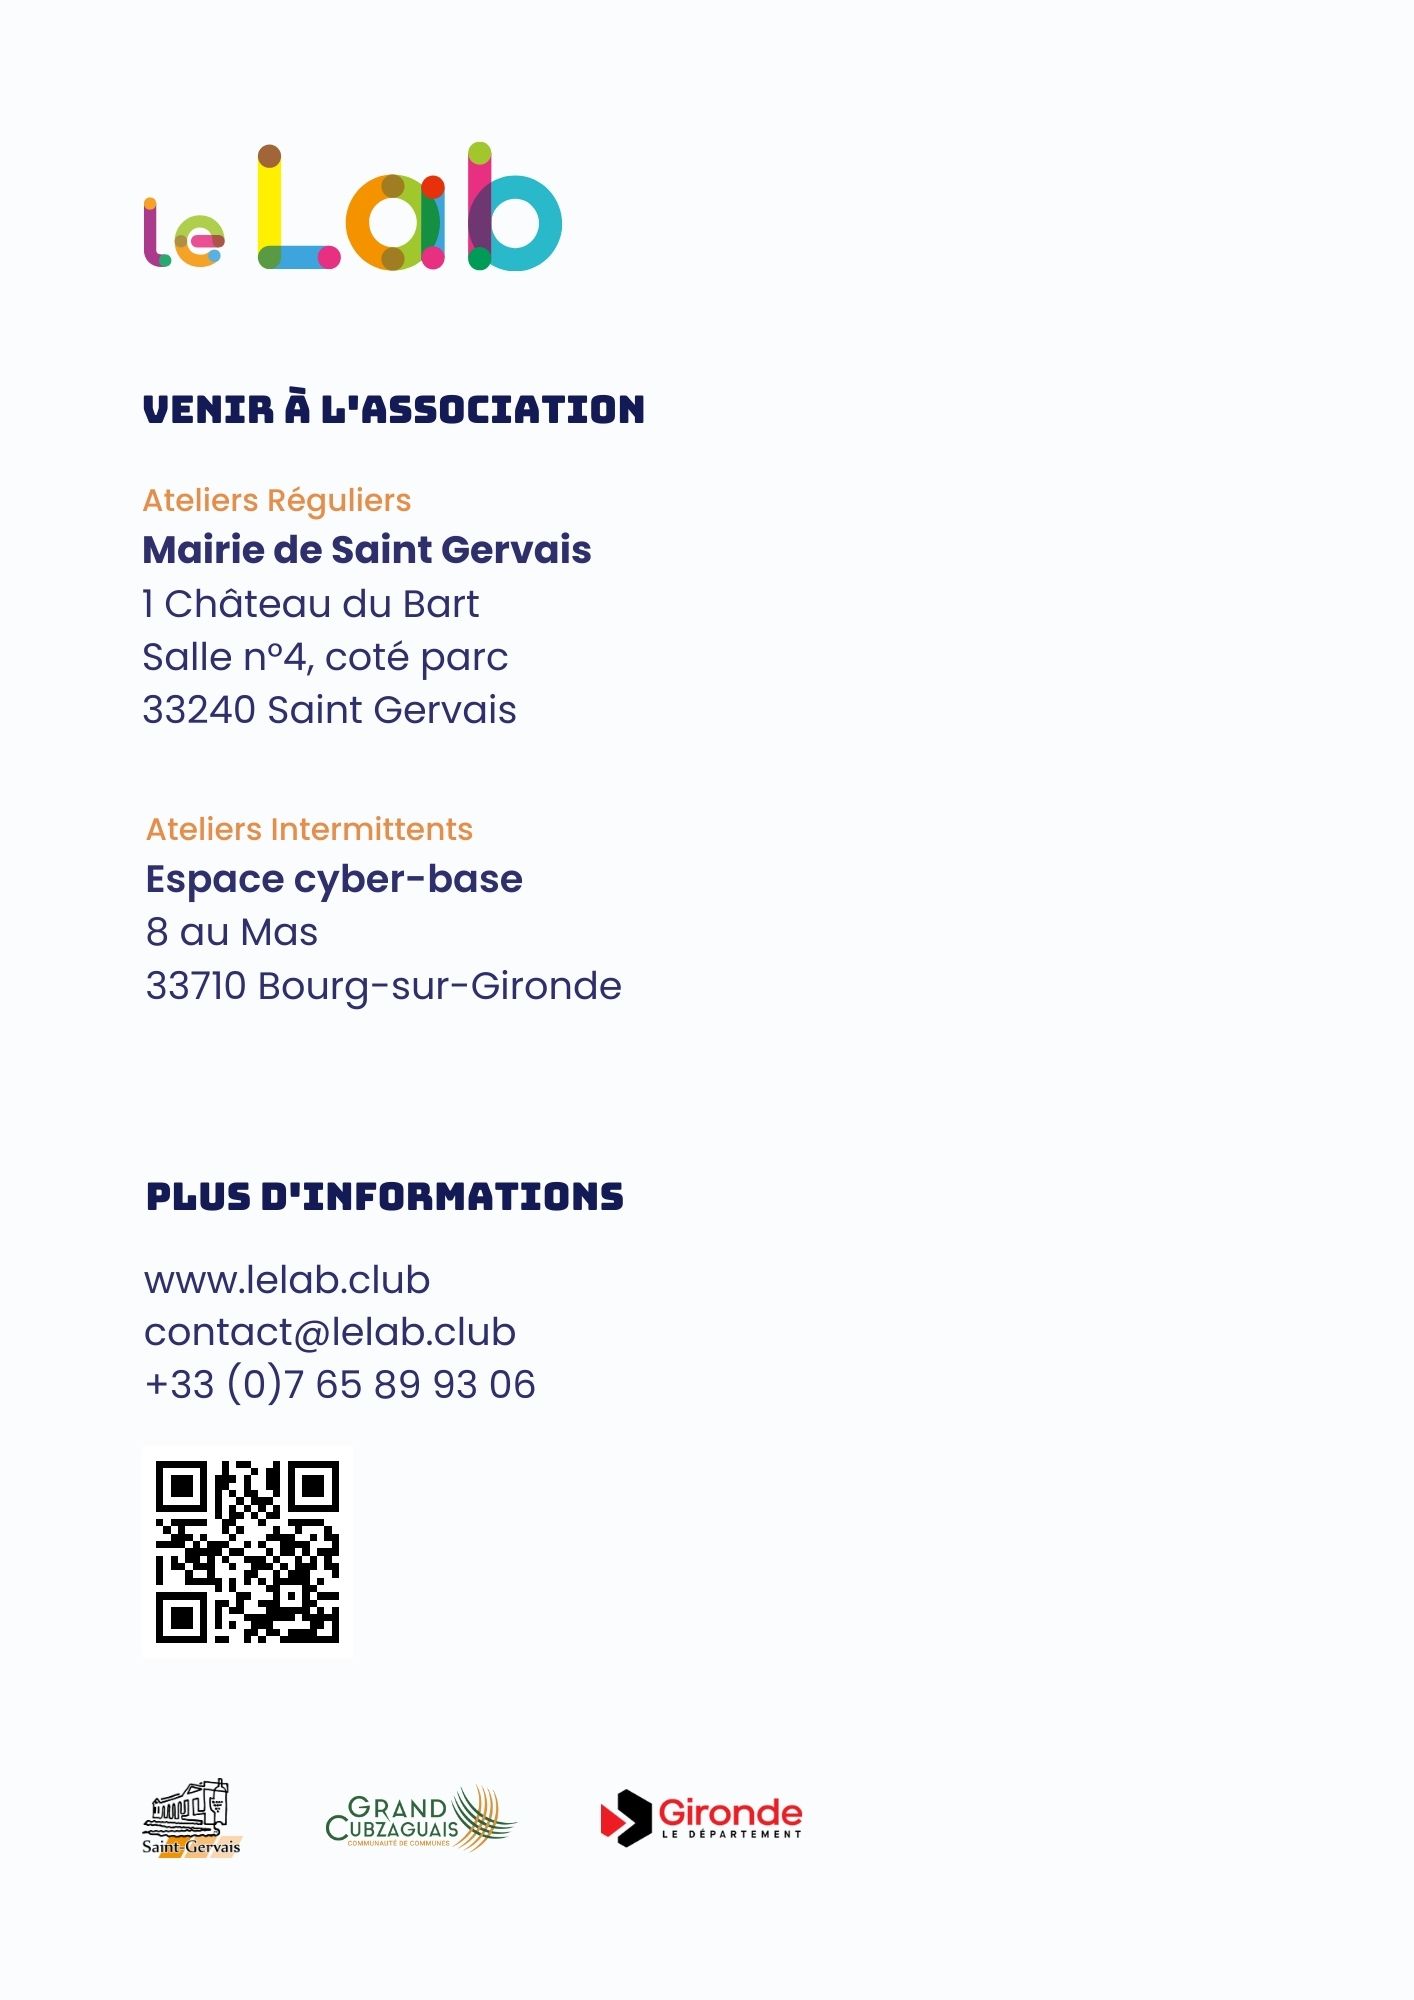 le Lab
VENIR À L'ASSOCIATION
Ateliers Réguliers
Mairie de Saint Gervais
1 Château du Bart
Salle n°4, coté parc
33240 Saint Gervais
Ateliers Intermittents
Espace cyber-base
8 au Mas
33710 Bourg-sur-Gironde
PLUS D'INFORMATIONS
www.lelab.club
contact@lelab.club
+33 (0)7 65 89 93 06
Saint-Gervais
GRAND
CUBZAGUAIS
COMMUNAUTÉ DE COMMUNES
Gironde
LE DÉPARTEMENT